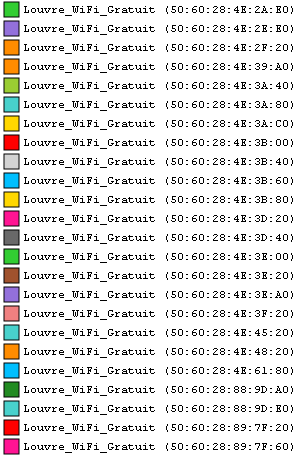 Louvre_WiFi_Gratuit (50:60:28:4E:2A:E0)
Louvre_WiFi_Gratuit (50:60:28:4E:2E:E0)
Louvre_WiFi_Gratuit (50:60:28:4E:2F:20)
Louvre_WiFi_Gratuit (50:60:28:4E:39:A0)
Louvre_WiFi_Gratuit (50:60:28:4E:3A:40)
Louvre_WiFi_Gratuit (50:60:28:4E:3A:80)
Louvre_WiFi_Gratuit (50:60:28:4E:3A:C0)
Louvre_WiFi_Gratuit (50:60:28:4E:3B:00)
Louvre_WiFi_Gratuit (50:60:28:4E:3B:40)
Louvre_WiFi_Gratuit (50:60:28:4E:3B:60)
Louvre_WiFi_Gratuit (50:60:28:4E:3B:80)
Louvre_WiFi_Gratuit (50:60:28:4E:3D:20)
Louvre_WiFi_Gratuit (50:60:28:4E:3D:40)
Louvre_WiFi_Gratuit (50:60:28:4E:3E:00)
Louvre_WiFi_Gratuit (50:60:28:4E:3E:20)
Louvre_WiFi_Gratuit (50:60:28:4E:3E:A0)
Louvre_WiFi_Gratuit (50:60:28:4E:3F:20)
Louvre_WiFi_Gratuit (50:60:28:4E:45:20)
Louvre_WiFi_Gratuit (50:60:28:4E:48:20)
Louvre_WiFi_Gratuit (50:60:28:4E:61:80)
Louvre_WiFi_Gratuit (50:60:28:88:9D:A0)
Louvre_WiFi_Gratuit (50:60:28:88:9D:E0)
Louvre_WiFi_Gratuit (50:60:28:89:7F:20)
Louvre_WiFi_Gratuit (50:60:28:89:7F:60)